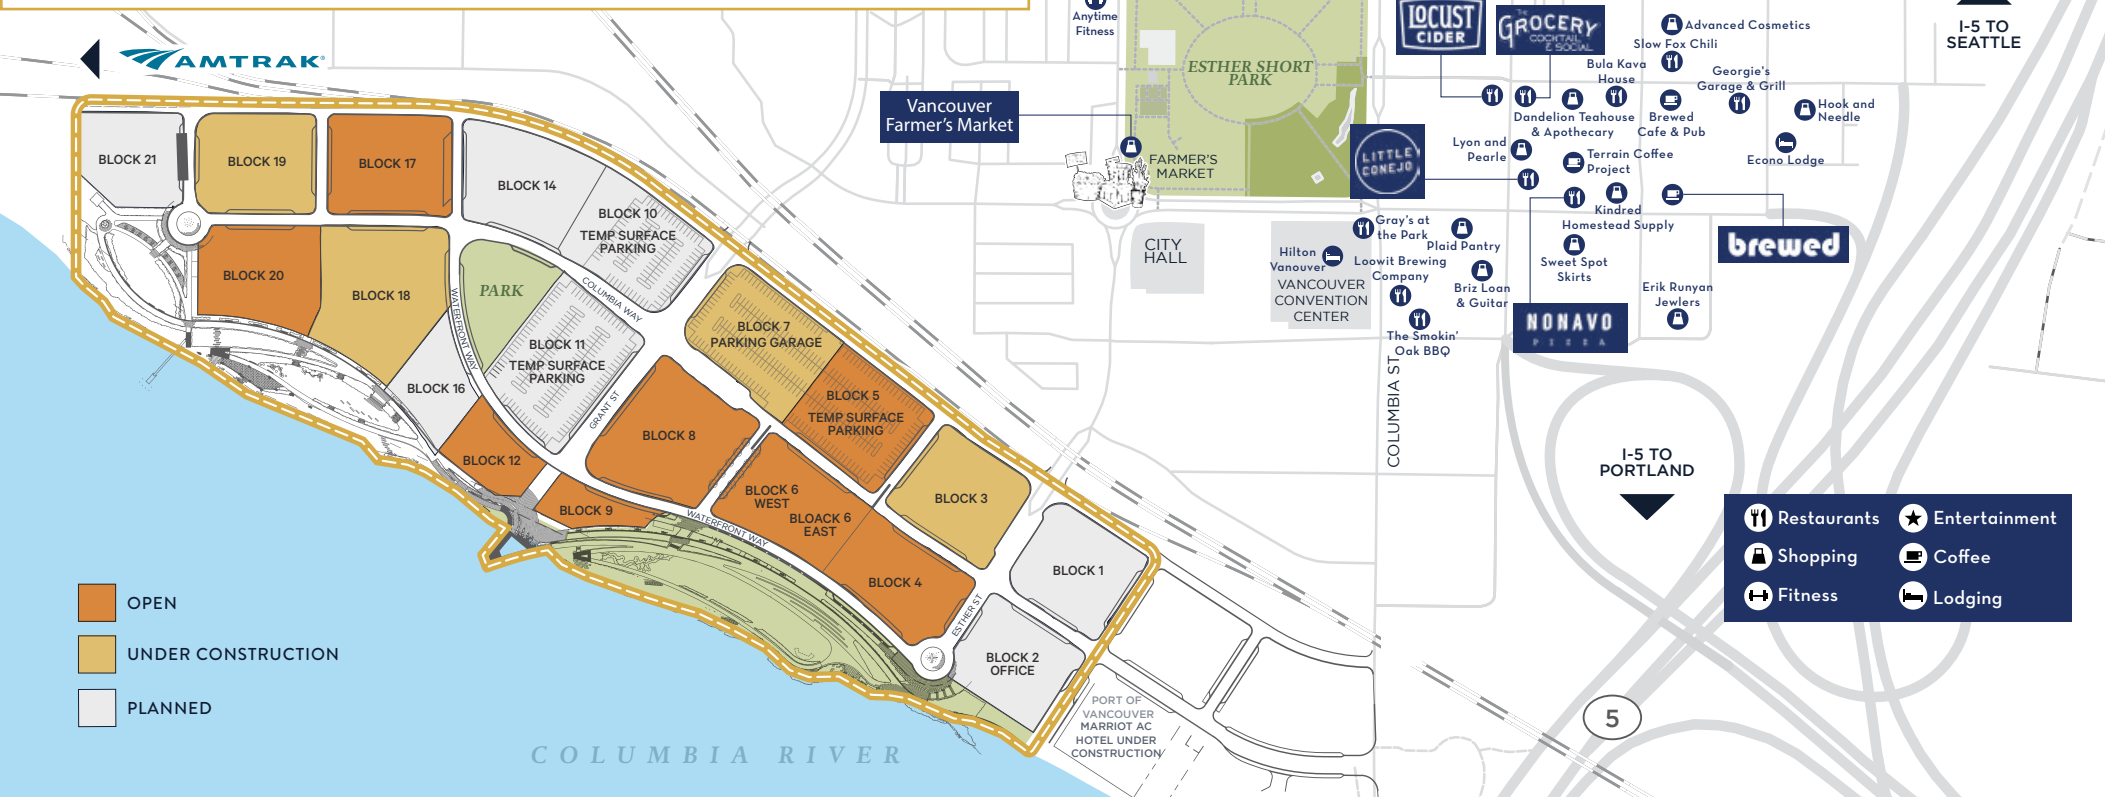 AMTRAK
Anytime
Fitness
ESTHER SHORT
PARK
LOCUST
CIDER
THE
GROCERY
COCKTAIL
& SOCIAL
Advanced Cosmetics
Slow Fox Chili
Bula Kava
House
Georgie's
Garage & Grill
I-5 TO
SEATTLE
Vancouver
Farmer's Market
FARMER'S
MARKET
Dandelion Teahouse
& Apothecary
Brewed
Cafe & Pub
Hook and
Needle
Lyon and
Pearle
Terrain Coffee
Project
Econo Lodge
LITTLE
CONEJO
Kindred
Homestead Supply
brewed
CITY
HALL
Hilton
Vanouver
Gray's at
the Park
Plaid Pantry
Loowit Brewing
Company
Briz Loan
& Guitar
Sweet Spot
Skirts
Erik Runyan
Jewlers
VANCOUVER
CONVENTION
CENTER
The Smokin'
Oak BBQ
NONAVO
PIZZA
COLUMBIA ST
BLOCK 21
BLOCK 19
BLOCK 17
BLOCK 14
BLOCK 10
TEMP SURFACE
PARKING
BLOCK 20
BLOCK 18
PARK
COLUMBIA WAY
WATERFRONT WAY
BLOCK 11
TEMP SURFACE
PARKING
BLOCK 16
GRANT ST
BLOCK 7
PARKING GARAGE
BLOCK 5
TEMP SURFACE
PARKING
BLOCK 8
BLOCK 12
BLOCK 9
BLOCK 6
WEST
BLOACK 6
EAST
WATERFRONT WAY
BLOCK 3
BLOCK 4
BLOCK 1
ESTHER ST
BLOCK 2
OFFICE
I-5 TO
PORTLAND
Restaurants
Entertainment
Shopping
Coffee
Fitness
Lodging
OPEN
UNDER CONSTRUCTION
PLANNED
COLUMBIA RIVER
PORT OF
VANCOUVER
MARRIOT AC
HOTEL UNDER
CONSTRUCTION
5